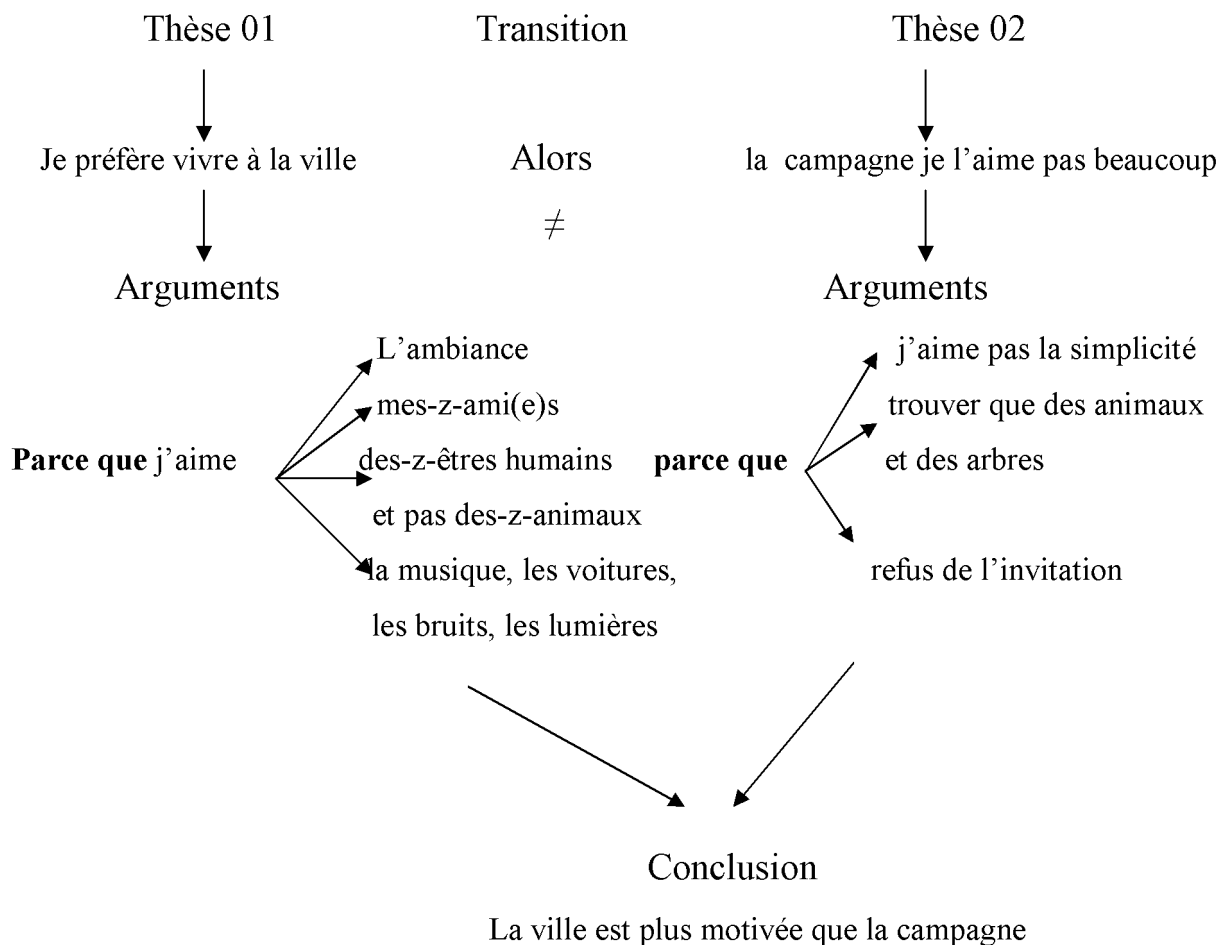 Thèse 01 Transition Thèse 02
Je préfère vivre à la ville Alors la campagne je l’aime pas beaucoup
≠
Arguments Arguments
L’ambiance j’aime pas la simplicité
mes-z-ami(e)s trouver que des animaux
Parce que j’aime des-z-êtres humains parce que et des arbres
et pas des-z-animaux
la musique, les voitures, refus de l’invitation
les bruits, les lumières
Conclusion
La ville est plus motivée que la campagne